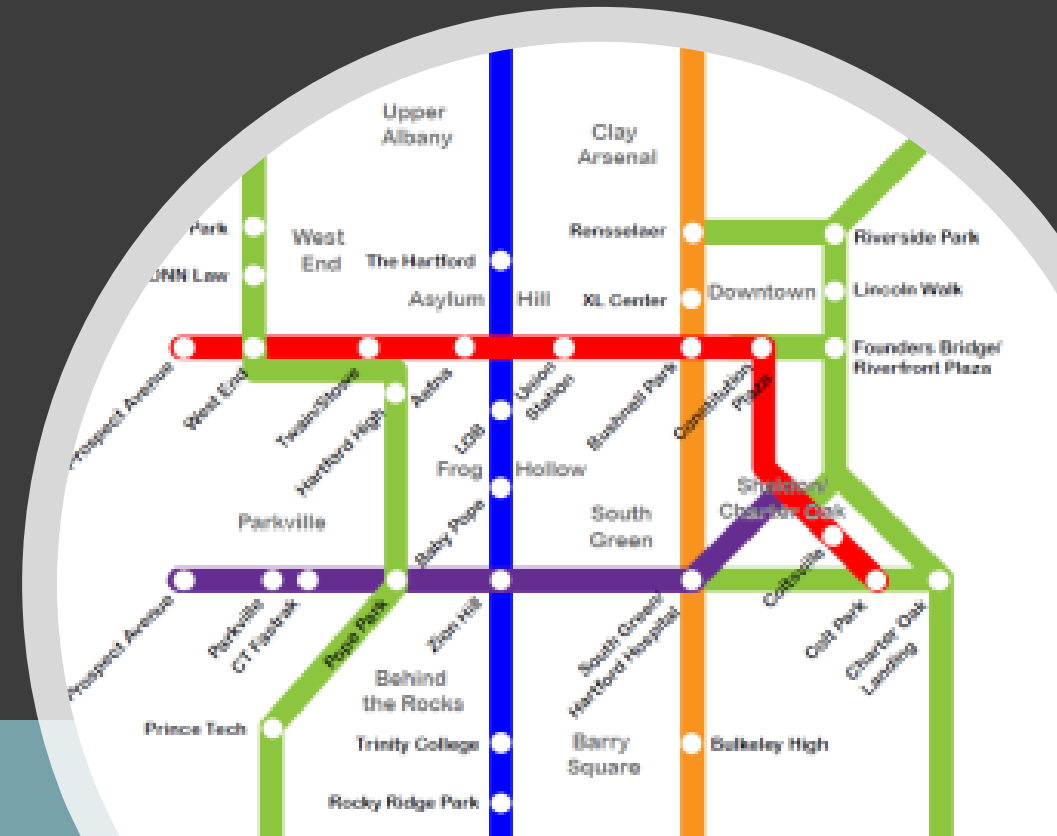 Upper
Albany
Clay
Arsenal
Park
West
End
The Hartford
Rensselaer
Riverside Park
NN Law
Asylum Hill
XL Center
Downtown
Lincoln Walk
Founders Bridge/
Riverfront Plaza
Prospect Avenue
West End
Twain/Stowe
Hartford High
Aetna
LOB
Union
Station
Bushnell Park
Constitution
Plaza
Frog Hollow
Parkville
Baby Pope
South
Green
Sheldon/
Charter Oak
Prospect Avenue
Parkville
CT Fastrak
Pope Park
Zion Hill
South Green/
Hartford Hospital
Coltsville
Colt Park
Charter Oak
Landing
Behind
the Rocks
Prince Tech
Trinity College
Barry
Square
Bulkeley High
Rocky Ridge Park